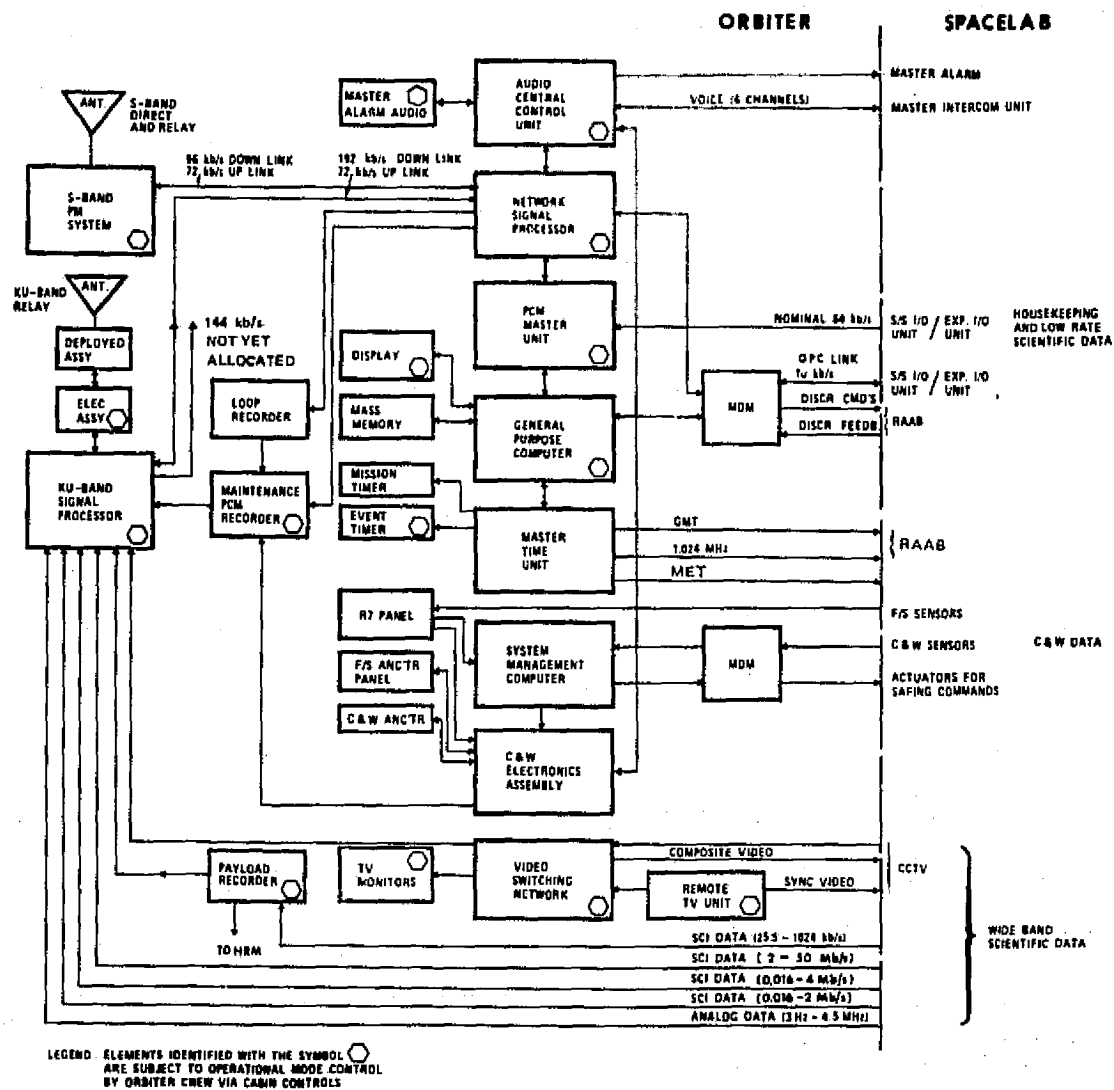 ORBITER
SPACELAB
ANT.
S-BAND
DIRECT
AND RELAY
MASTER
ALARM AUDIO
AUDIO
CENTRAL
CONTROL
UNIT
MASTER ALARM
VOICE (6 CHANNELS)
MASTER INTERCOM UNIT
96 kb/s DOWN LINK
72 kb/s UP LINK
192 kb/s DOWN LINK
72 kb/s UP LINK
S-BAND
PM
SYSTEM
NETWORK
SIGNAL
PROCESSOR
KU-BAND
RELAY
ANT.
DEPLOYED
ASSY
ELEC
ASSY
144 kb/s
NOT YET
ALLOCATED
PCM
MASTER
UNIT
NOMINAL 64 kb/s
S/S I/O / EXP. I/O
UNIT / UNIT
HOUSEKEEPING
AND LOW RATE
SCIENTIFIC DATA
DISPLAY
LOOP
RECORDER
MASS
MEMORY
GENERAL
PURPOSE
COMPUTER
MDM
GPC LINK
kb/s
S/S I/O / EXP. I/O
UNIT / UNIT
DISCR CMD'S
DISCR FEEDB
RAAB
KU-BAND
SIGNAL
PROCESSOR
MAINTENANCE
PCM
RECORDER
MISSION
TIMER
EVENT
TIMER
MASTER
TIME
UNIT
GMT
1.024 MHz
MET
RAAB
R7 PANEL
F/S ANC'TR
PANEL
C&W ANC'TR
SYSTEM
MANAGEMENT
COMPUTER
MDM
F/S SENSORS
C&W SENSORS
C&W DATA
ACTUATORS FOR
SAFING COMMANDS
C&W
ELECTRONICS
ASSEMBLY
PAYLOAD
RECORDER
TV
MONITORS
VIDEO
SWITCHING
NETWORK
COMPOSITE VIDEO
REMOTE
TV UNIT
SYNC VIDEO
CCTV
TO HRM
SCI DATA (25.5 - 1024 kb/s)
SCI DATA ( 2 - 50 Mb/s)
SCI DATA (0,016-4 Mb/s)
SCI DATA (0,016-2 Mb/s)
ANALOG DATA (3 Hz - 4.5 MHz)
WIDE BAND
SCIENTIFIC DATA
LEGEND. ELEMENTS IDENTIFIED WITH THE SYMBOL
ARE SUBJECT TO OPERATIONAL MODE CONTROL
BY ORBITER CREW VIA CABIN CONTROLS